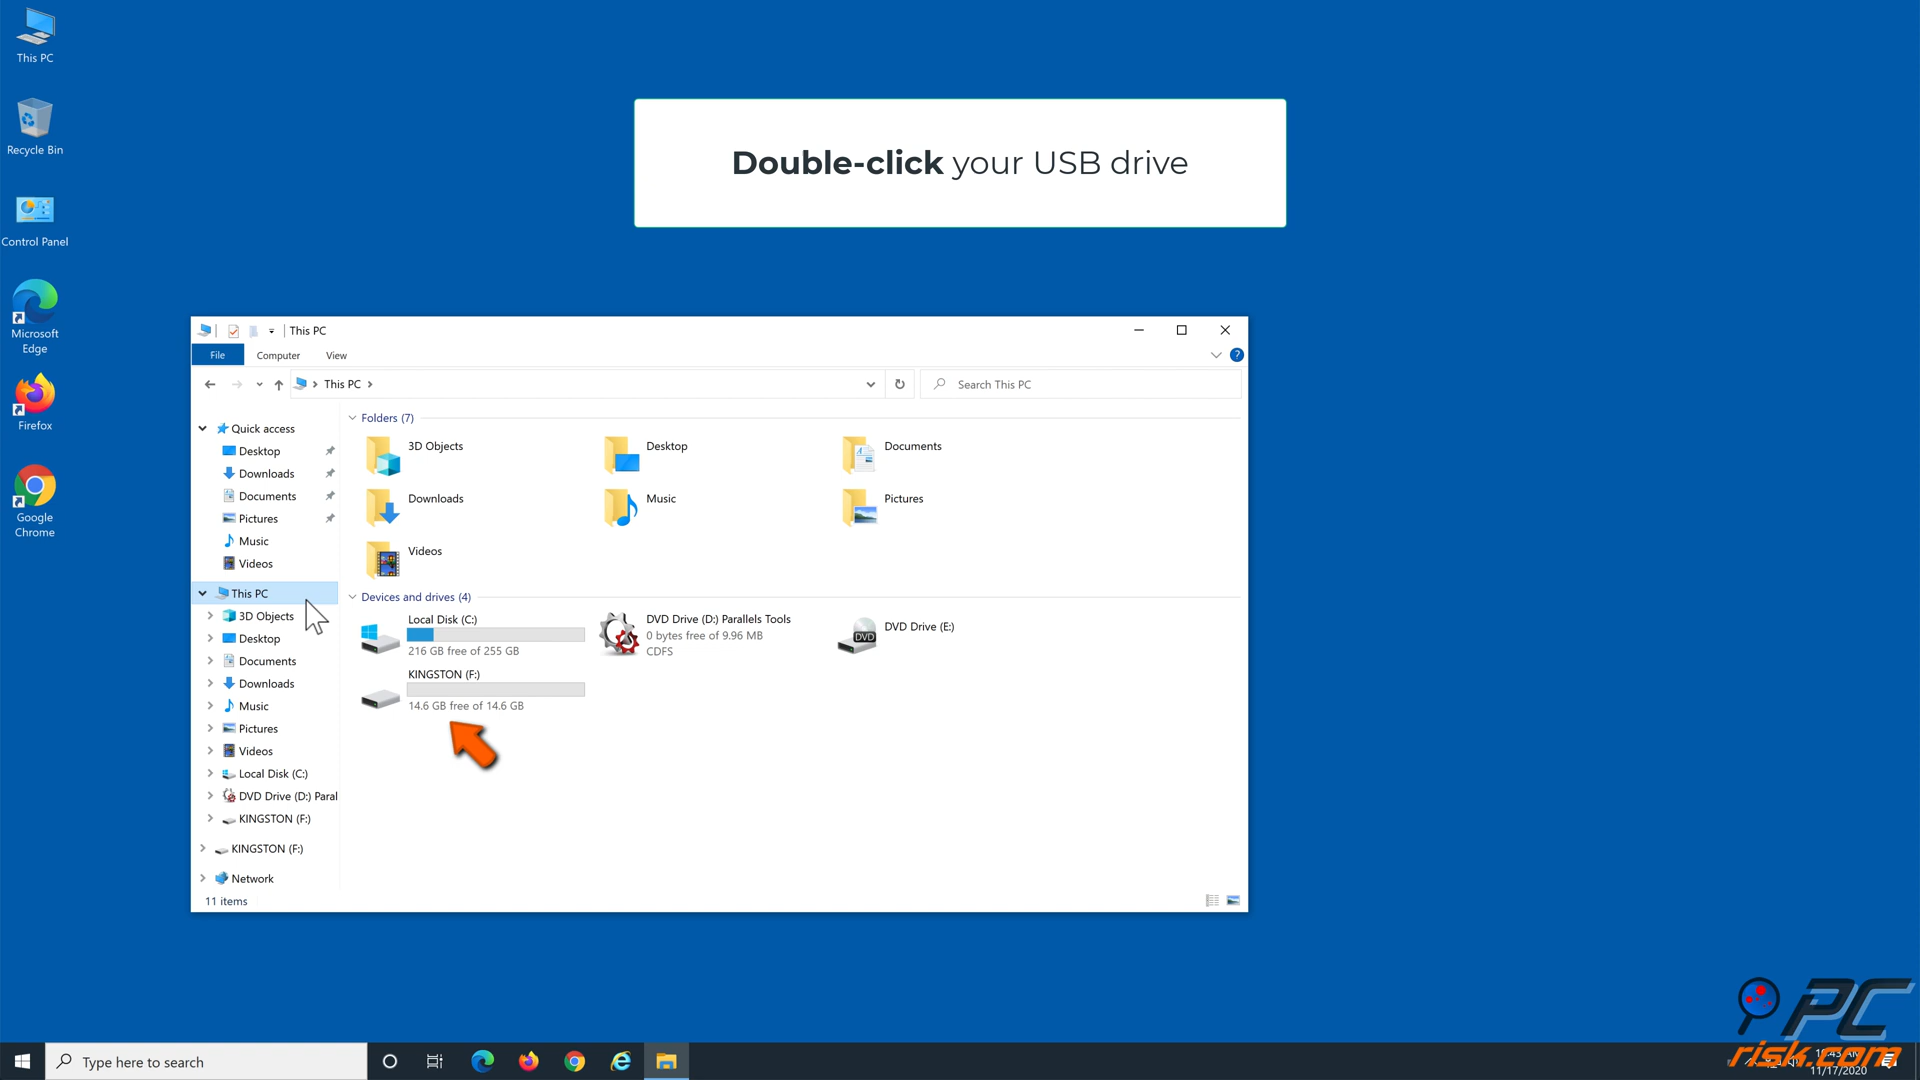 This PC
Recycle Bin
Control Panel
Microsoft
Edge
Firefox
Google
Chrome
Double-click your USB drive
This PC
File
Computer
View
?
This PC
Search This PC
Quick access
Desktop
Downloads
Documents
Pictures
Music
Videos
This PC
3D Objects
Desktop
Documents
Downloads
Music
Pictures
Videos
Local Disk (C:)
DVD Drive (D:) Paral
KINGSTON (F:)
KINGSTON (F:)
Network
Folders (7)
3D Objects
Desktop
Documents
Downloads
Music
Pictures
Videos
Devices and drives (4)
Local Disk (C:)
216 GB free of 255 GB
DVD Drive (D:) Parallels Tools
0 bytes free of 9.96 MB
CDFS
DVD
DVD Drive (E:)
KINGSTON (F:)
14.6 GB free of 14.6 GB
11 items
PC
risk.com
Type here to search
11/17/2020